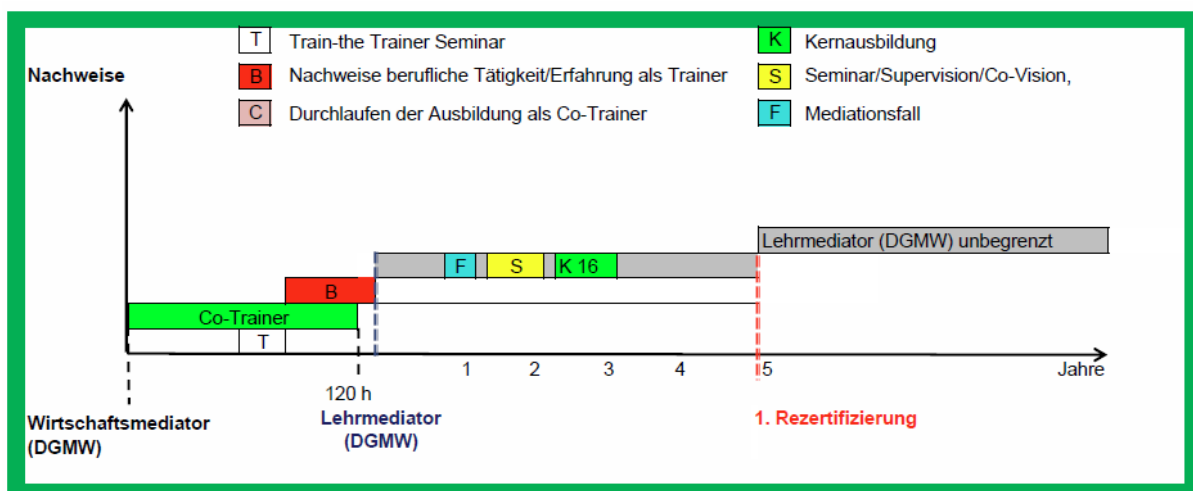 T Train-the Trainer Seminar
K Kernausbildung
Nachweise
B Nachweise berufliche Tätigkeit/Erfahrung als Trainer
S Seminar/Supervision/Co-Vision,
C Durchlaufen der Ausbildung als Co-Trainer
F Mediationsfall
Lehrmediator (DGMW) unbegrenzt
F S K 16
B
Co-Trainer
T
1 2 3 4 5 Jahre
120 h
Wirtschaftsmediator
(DGMW)
Lehrmediator
(DGMW)
1. Rezertifizierung